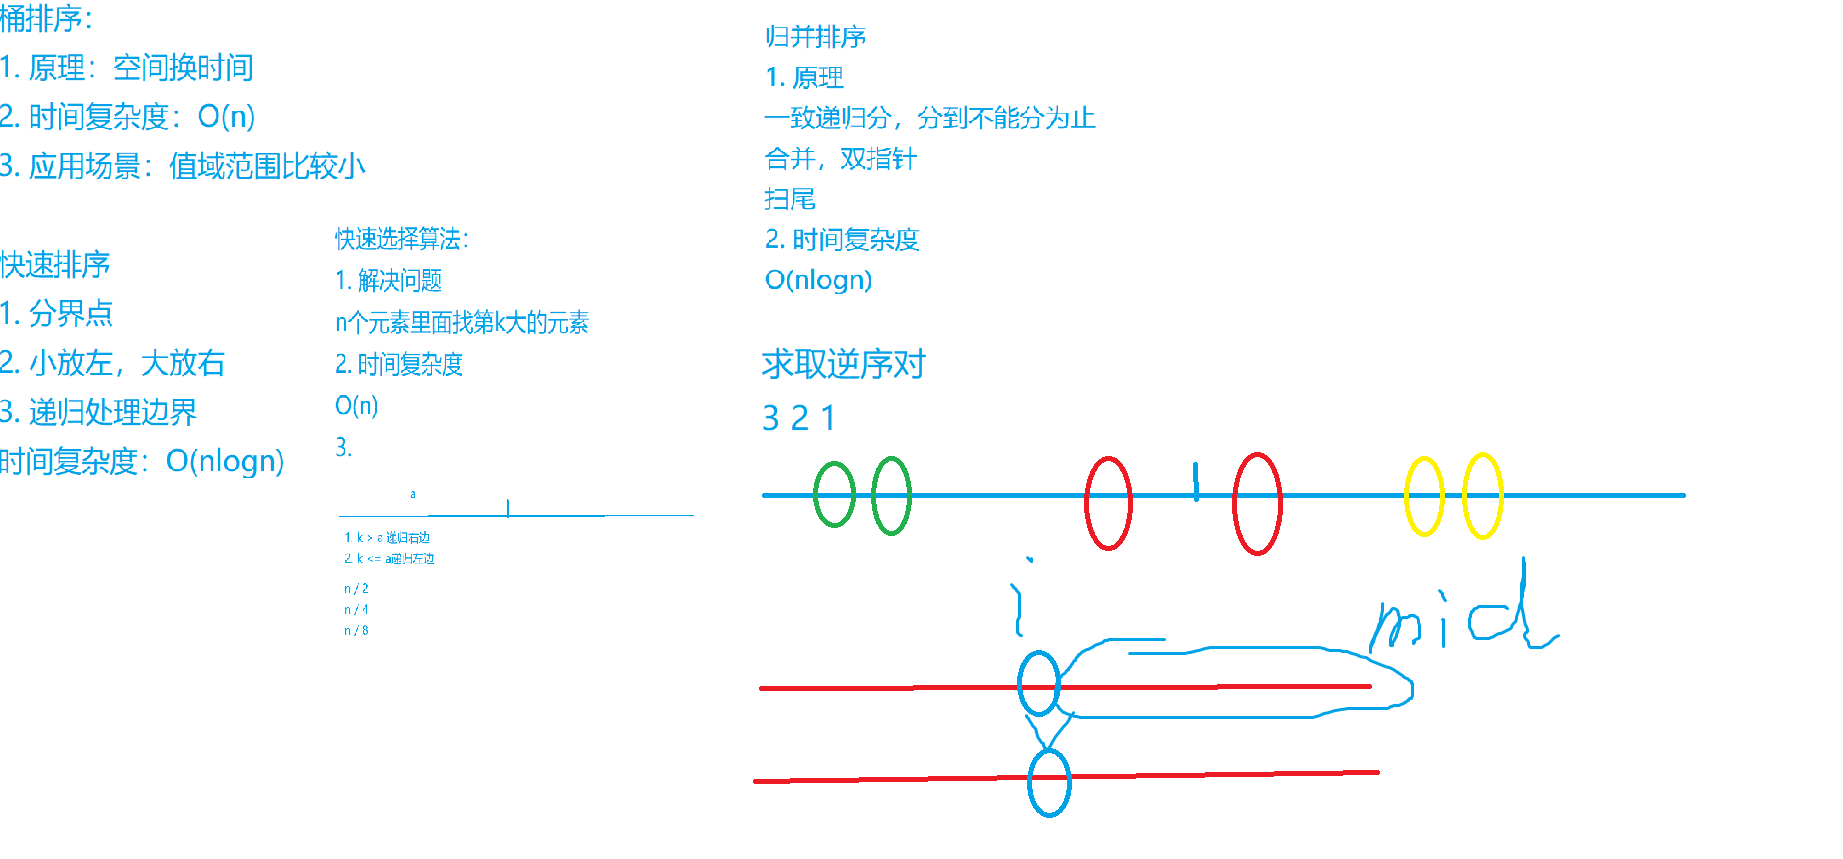 桶排序：
1. 原理：空间换时间
2. 时间复杂度：O(n)
3. 应用场景：值域范围比较小
快速排序
1. 分界点
2. 小放左，大放右
3. 递归处理边界
时间复杂度：O(nlogn)
快速选择算法：
1. 解决问题
n个元素里面找第k大的元素
2. 时间复杂度
O(n)
3.
a
1. k > a 递归右边
2. k <= a递归左边
n / 2
n / 4
n / 8
归并排序
1. 原理
一致递归分，分到不能分为止
合并，双指针
扫尾
2. 时间复杂度
O(nlogn)
求取逆序对
3 2 1
i
mid